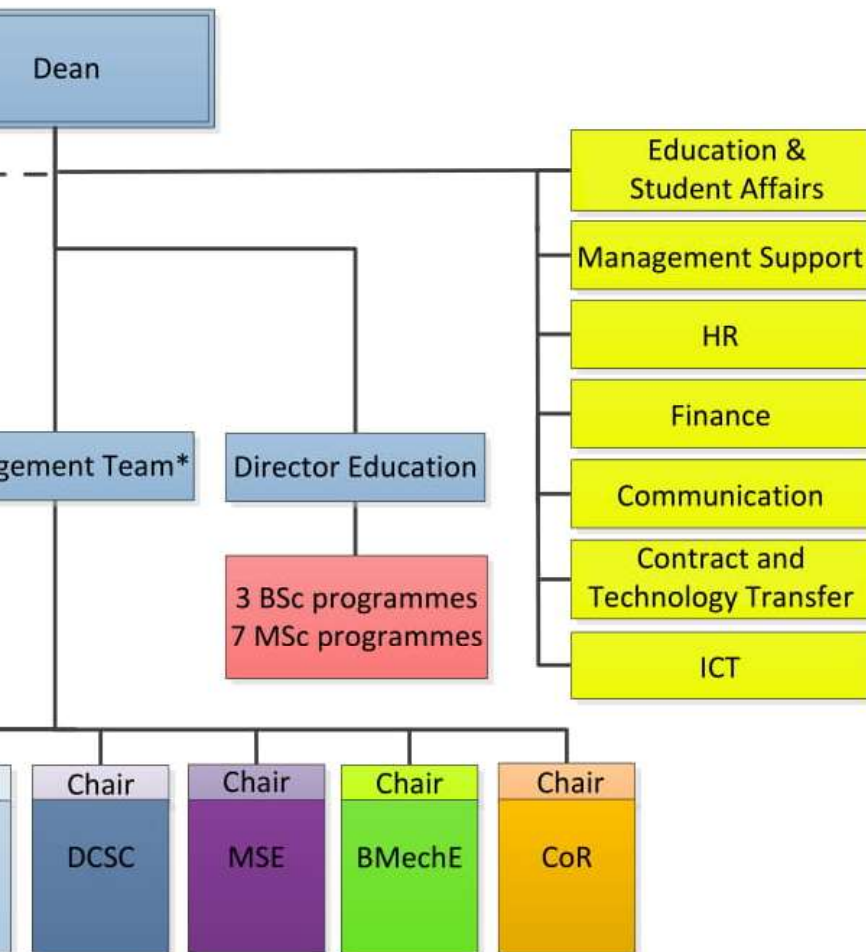 Dean
Education &
Student Affairs
Management Support
HR
Finance
gement Team*
Director Education
Communication
3 BSc programmes
7 MSc programmes
Contract and
Technology Transfer
ICT
Chair
Chair
Chair
Chair
DCSC
MSE
BMechE
CoR